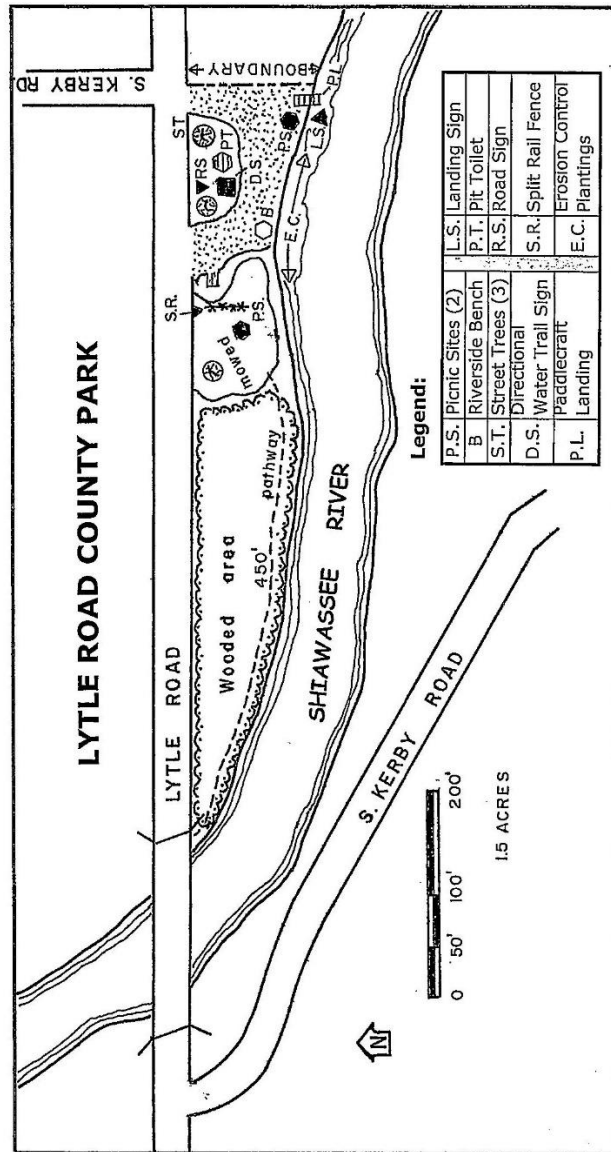 LYTLE ROAD COUNTY PARK
S. KERBY RD.
LYTLE ROAD
S.R.
S.T.
RS
PT
D.S.
BOUNDARY
P.L.
P.S.
L.S.
B
E.C.
mowed
P.S.
Wooded area
450'
pathway
SHIAWASSEE RIVER
S. KERBY ROAD
N
0 50' 100' 200'
1.5 ACRES
Legend:
P.S. Picnic Sites (2) L.S. Landing Sign
B Riverside Bench P.T. Pit Toilet
S.T. Street Trees (3) R.S. Road Sign
D.S. Directional Water Trail Sign S.R. Split Rail Fence
P.L. Paddlecraft Landing E.C. Erosion Control Plantings